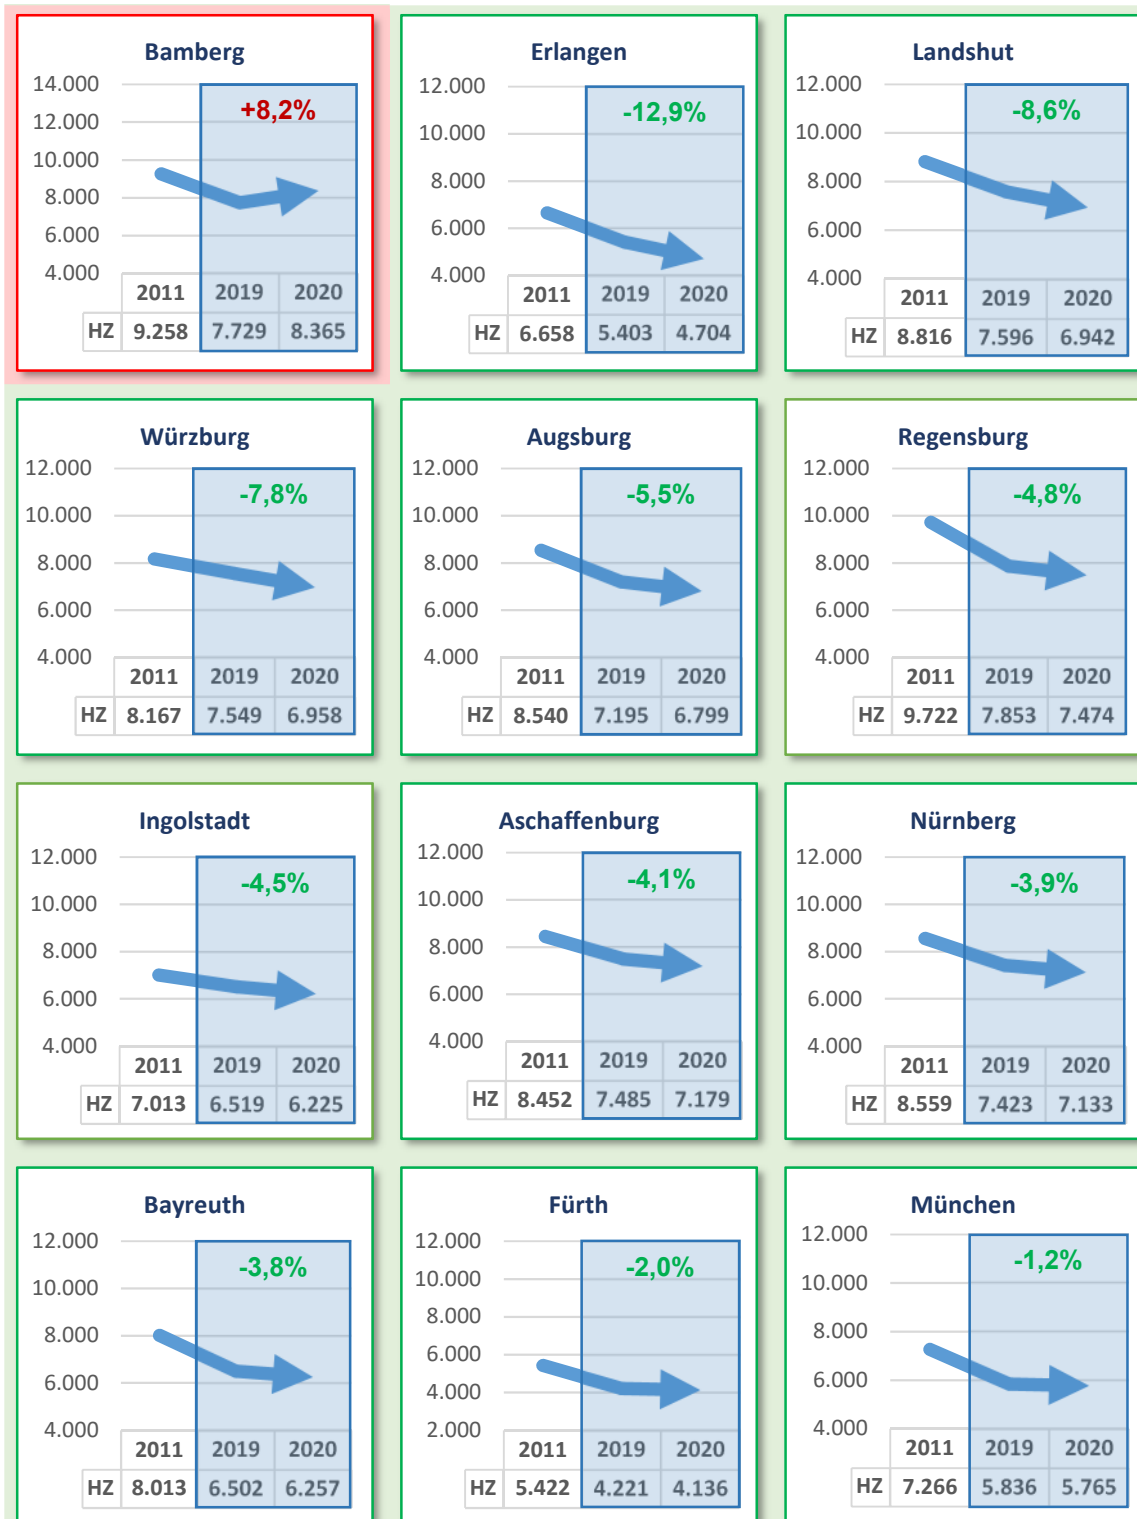 Bamberg
14.000
12.000
10.000
8.000
6.000
4.000
+8,2%
2011 2019 2020
HZ 9.258 7.729 8.365
Erlangen
12.000
10.000
8.000
6.000
4.000
-12,9%
2011 2019 2020
HZ 6.658 5.403 4.704
Landshut
12.000
10.000
8.000
6.000
4.000
-8,6%
2011 2019 2020
HZ 8.816 7.596 6.942
Würzburg
12.000
10.000
8.000
6.000
4.000
-7,8%
2011 2019 2020
HZ 8.167 7.549 6.958
Augsburg
12.000
10.000
8.000
6.000
4.000
-5,5%
2011 2019 2020
HZ 8.540 7.195 6.799
Regensburg
12.000
10.000
8.000
6.000
4.000
-4,8%
2011 2019 2020
HZ 9.722 7.853 7.474
Ingolstadt
12.000
10.000
8.000
6.000
4.000
-4,5%
2011 2019 2020
HZ 7.013 6.519 6.225
Aschaffenburg
12.000
10.000
8.000
6.000
4.000
-4,1%
2011 2019 2020
HZ 8.452 7.485 7.179
Nürnberg
12.000
10.000
8.000
6.000
4.000
-3,9%
2011 2019 2020
HZ 8.559 7.423 7.133
Bayreuth
12.000
10.000
8.000
6.000
4.000
-3,8%
2011 2019 2020
HZ 8.013 6.502 6.257
Fürth
12.000
10.000
8.000
6.000
4.000
2.000
-2,0%
2011 2019 2020
HZ 5.422 4.221 4.136
München
12.000
10.000
8.000
6.000
4.000
-1,2%
2011 2019 2020
HZ 7.266 5.836 5.765